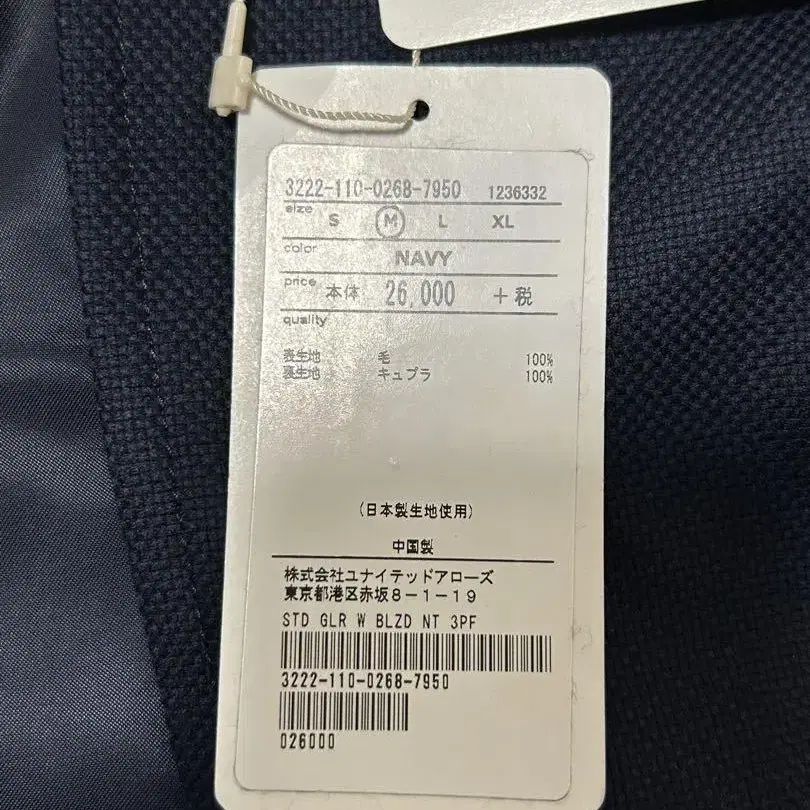 3222-110-0268-7950 1236332
size S M L XL
color NAVY
price 本体 26,000 +税
quality
表生地 毛 100%
裏生地 キュプラ 100%
(日本製生地使用)
中国製
株式会社ユナイテッドアローズ
東京都港区赤坂8-1-19
STD GLR W BLZD NT 3PF
3222-110-0268-7950
026000